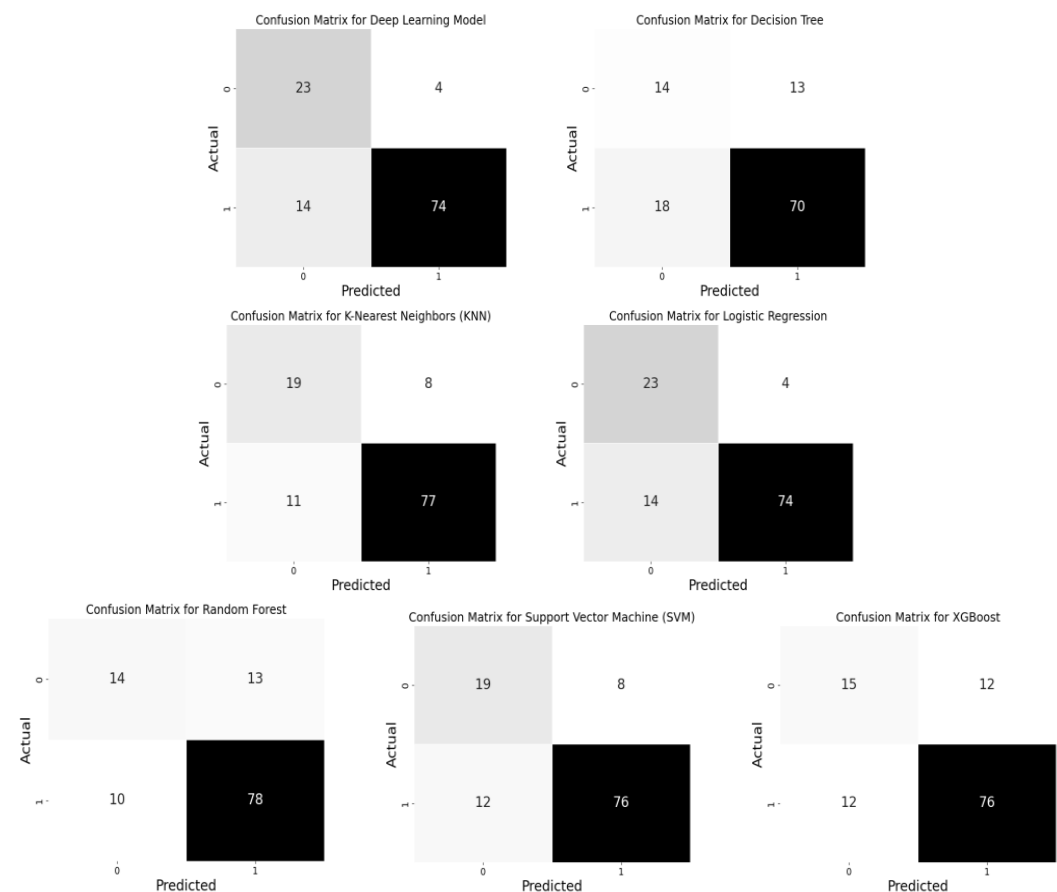 Confusion Matrix for Deep Learning Model
0
23
4
Actual
1
14
74
0
1
Predicted
Confusion Matrix for Decision Tree
0
14
13
Actual
1
18
70
0
1
Predicted
Confusion Matrix for K-Nearest Neighbors (KNN)
0
19
8
Actual
1
11
77
0
1
Predicted
Confusion Matrix for Logistic Regression
0
23
4
Actual
1
14
74
0
1
Predicted
Confusion Matrix for Random Forest
0
14
13
Actual
1
10
78
0
1
Predicted
Confusion Matrix for Support Vector Machine (SVM)
0
19
8
Actual
1
12
76
0
1
Predicted
Confusion Matrix for XGBoost
0
15
12
Actual
1
12
76
0
1
Predicted